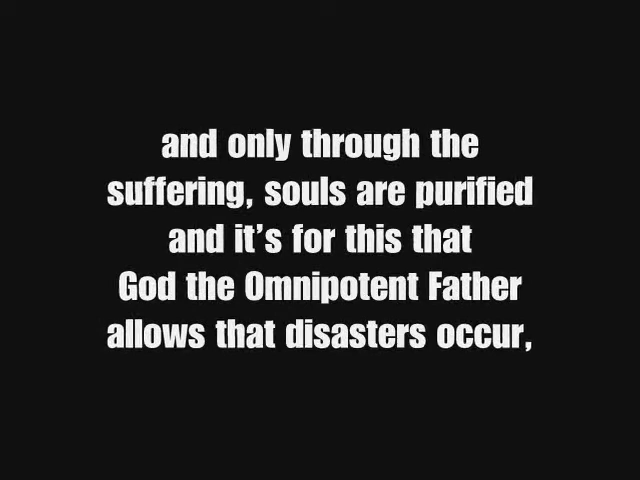 and only through the
suffering, souls are purified
and it's for this that
God the Omnipotent Father
allows that disasters occur,